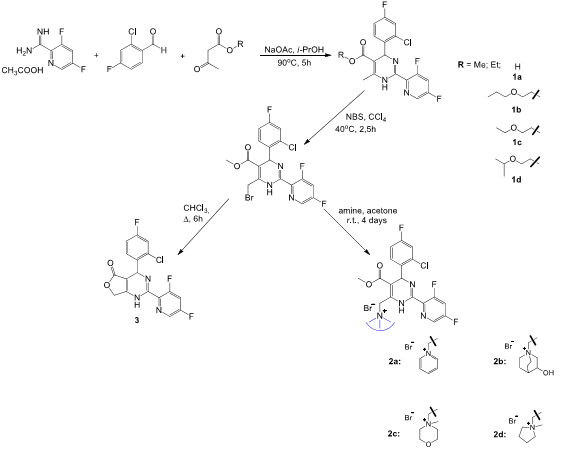 NH
H2N
F
N
F
CH3COOH
+
Cl
O
F
+
O
R
O
O
NaOAc, i-PrOH
90°C, 5h
F
Cl
O
R
O
N
N
H
F
N
F
R = Me; Et; H
1a
O
1b
O
1c
O
1d
NBS, CCl4
40°C, 2,5h
F
Cl
O
O
N
N
H
Br
F
N
F
CHCl3,
Δ, 6h
amine, acetone
r.t., 4 days
F
Cl
O
O
N
N
H
F
N
F
3
F
Cl
O
O
N
N
H
Br-
N+
F
N
F
2a:
Br-
N+
2b:
Br-
N+
OH
2c:
Br-
N+
O
2d:
Br-
N+